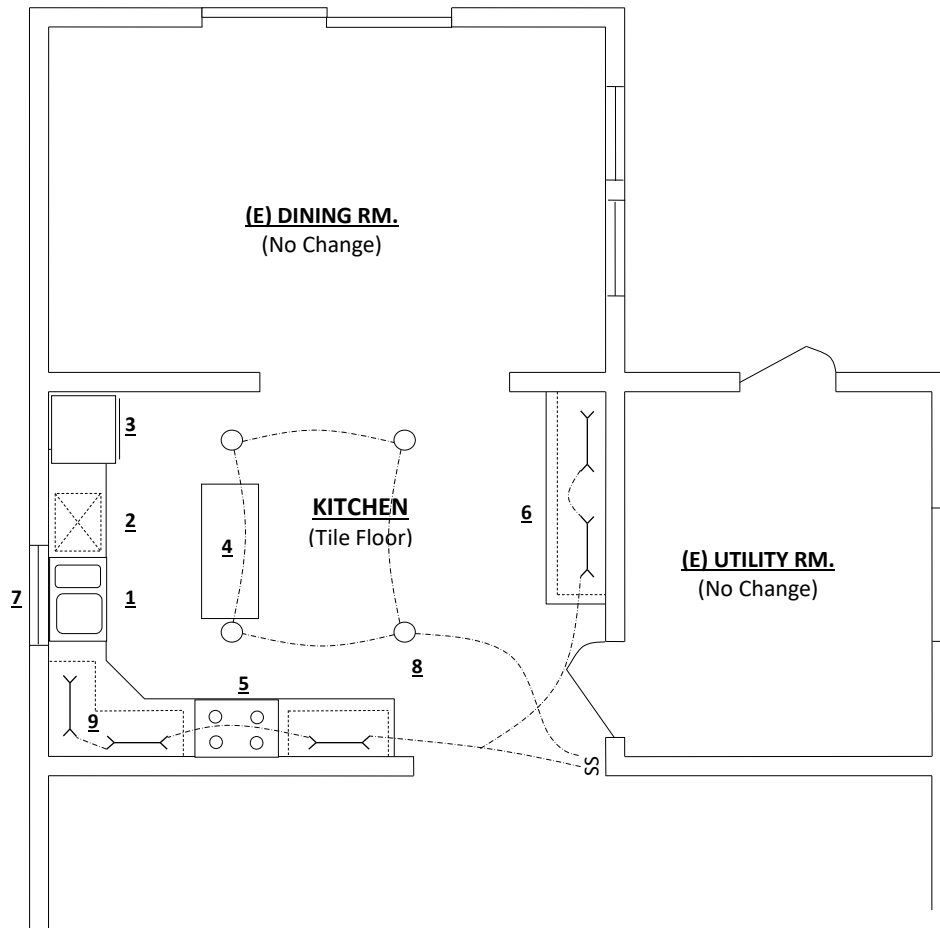 (E) DINING RM.
(No Change)
3
2
KITCHEN
(Tile Floor)
6
4
(E) UTILITY RM.
(No Change)
7
1
8
5
9
SS